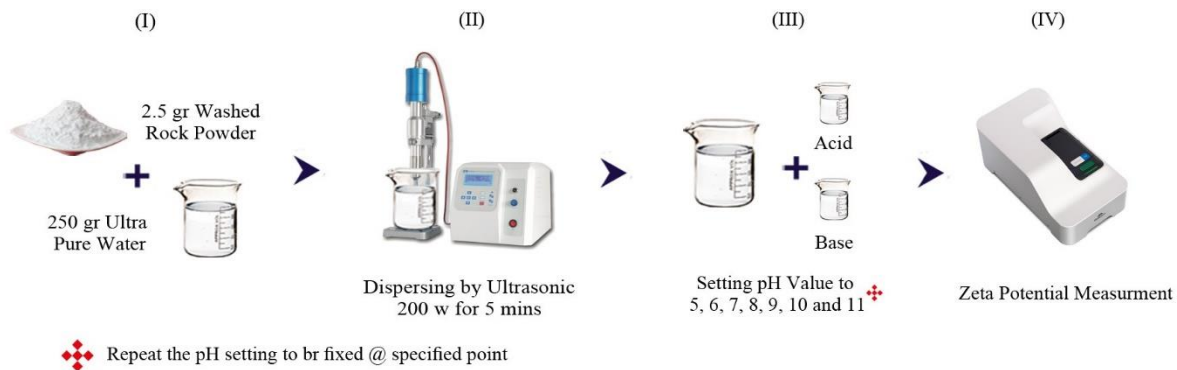 (I)
(II)
(III)
(IV)
2.5 gr Washed
Rock Powder
250 gr Ultra
Pure Water
Dispersing by Ultrasonic
200 w for 5 mins
Acid
Base
Setting pH Value to
5, 6, 7, 8, 9, 10 and 11
Zeta Potential Measurment
Repeat the pH setting to br fixed @ specified point